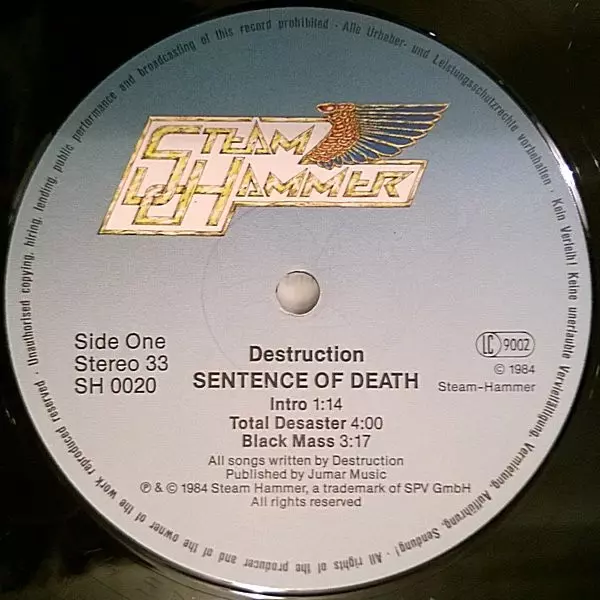 STEAM
HAMMER
Side One
Stereo 33
SH 0020
LC 9002
© 1984
Steam-Hammer
Destruction
SENTENCE OF DEATH
Intro 1:14
Total Desaster 4:00
Black Mass 3:17
All songs written by Destruction
Published by Jumar Music
℗ & © 1984 Steam Hammer, a trademark of SPV GmbH
All rights reserved
· All rights of the producer and of the owner of the work reproduced reserved · Unauthorised copying, hiring, lending, public performance and broadcasting of this record prohibited · Alle Urheber- und Leistungsschutzrechte vorbehalten · Kein Verleih! Keine unerlaubte Vervielfältigung, Vermietung, Aufführung, Sendung!